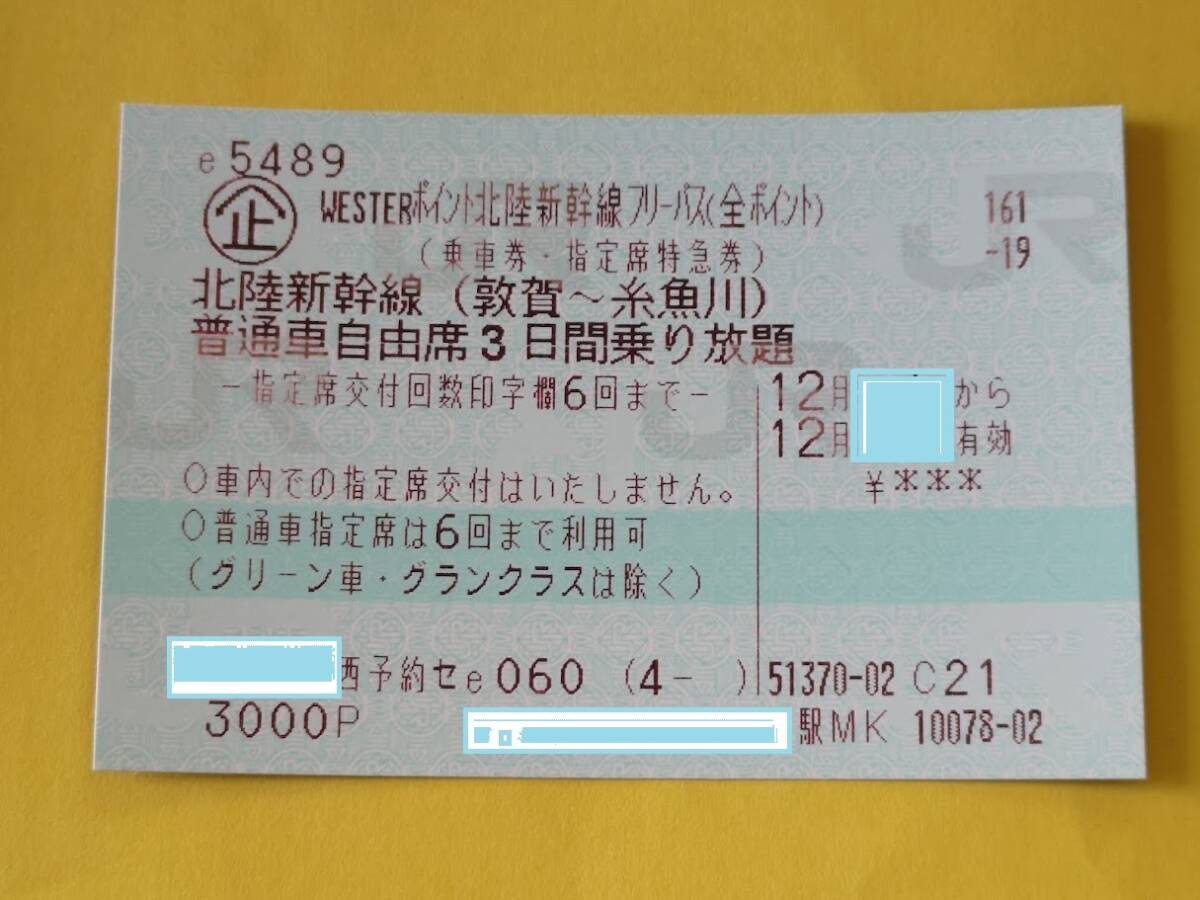 e5489
企 WESTERポイント北陸新幹線フリーパス(全ポイント) 161
(乗車券・指定席特急券) -19
北陸新幹線(敦賀～糸魚川)
普通車自由席3日間乗り放題
-指定席交付回数印字欄6回まで- 12月 から
12月 有効
¥***
○車内での指定席交付はいたしません。
○普通車指定席は6回まで利用可
(グリーン車・グランクラスは除く)
西予約セe060 (4- ) 51370-02 C21
3000P 駅MK 10078-02